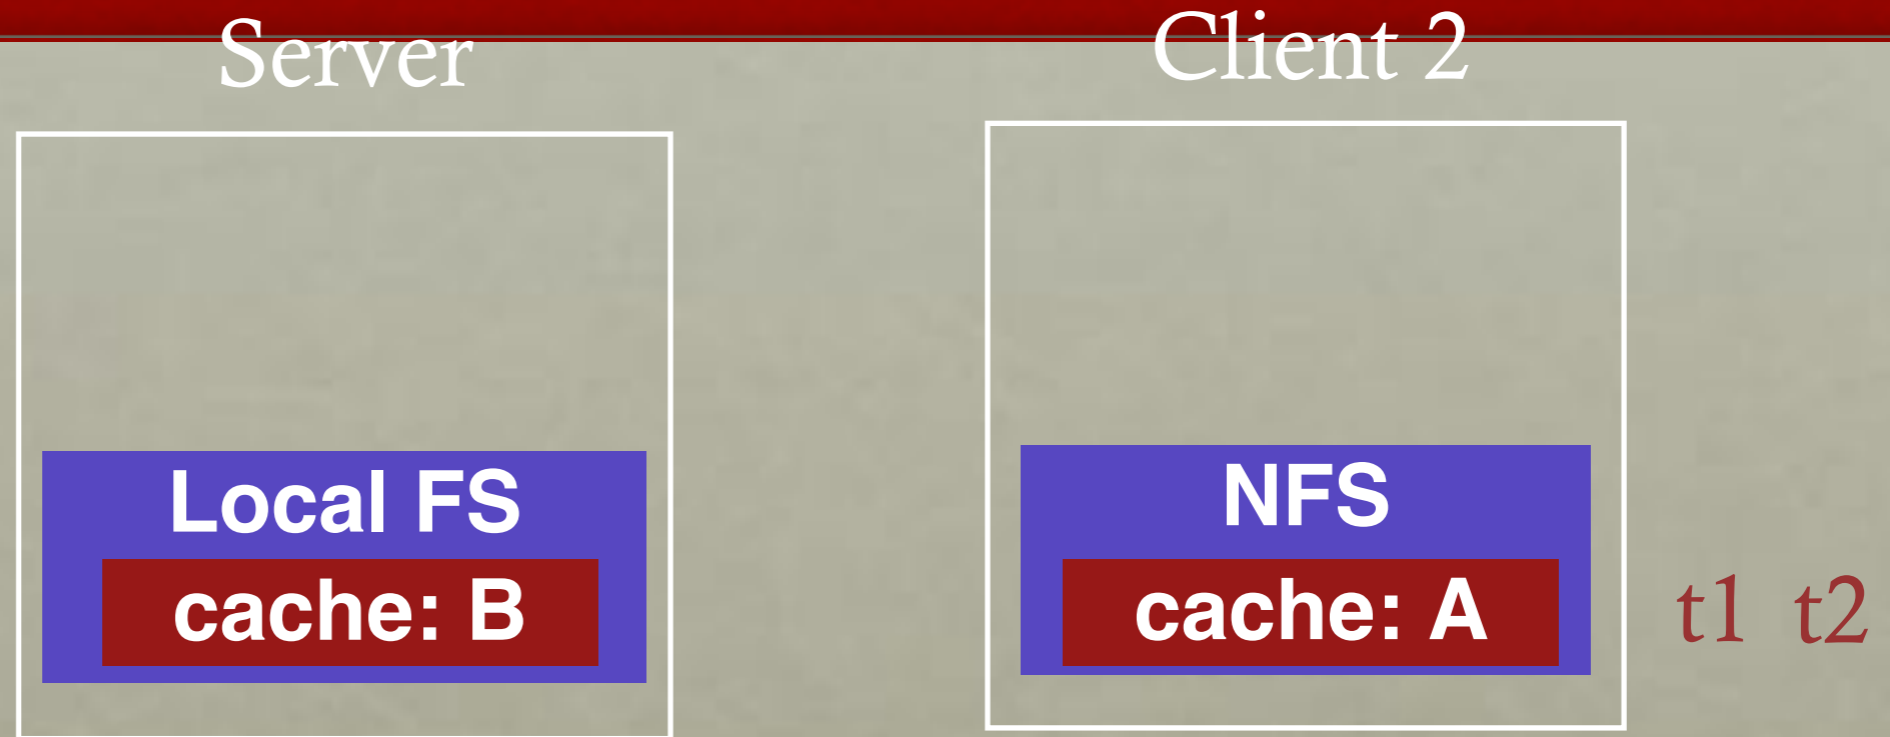 Server
Client 2
Local FS
cache: B
NFS
cache: A
t1 t2